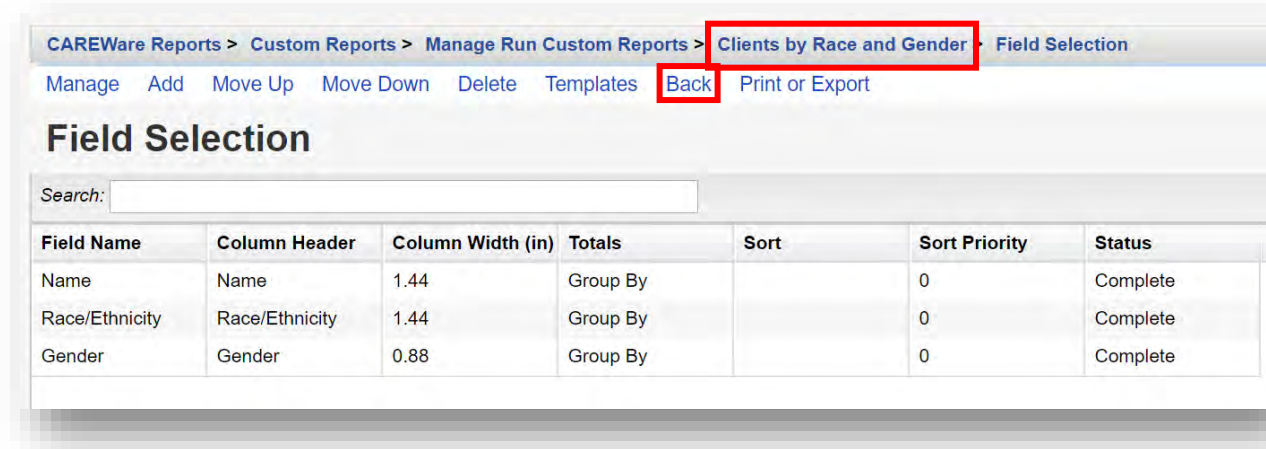 CAREWare Reports > Custom Reports > Manage Run Custom Reports > Clients by Race and Gender > Field Selection
Manage Add Move Up Move Down Delete Templates Back Print or Export
Field Selection
Search:
Field Name Column Header Column Width (in) Totals Sort Sort Priority Status
Name Name 1.44 Group By 0 Complete
Race/Ethnicity Race/Ethnicity 1.44 Group By 0 Complete
Gender Gender 0.88 Group By 0 Complete